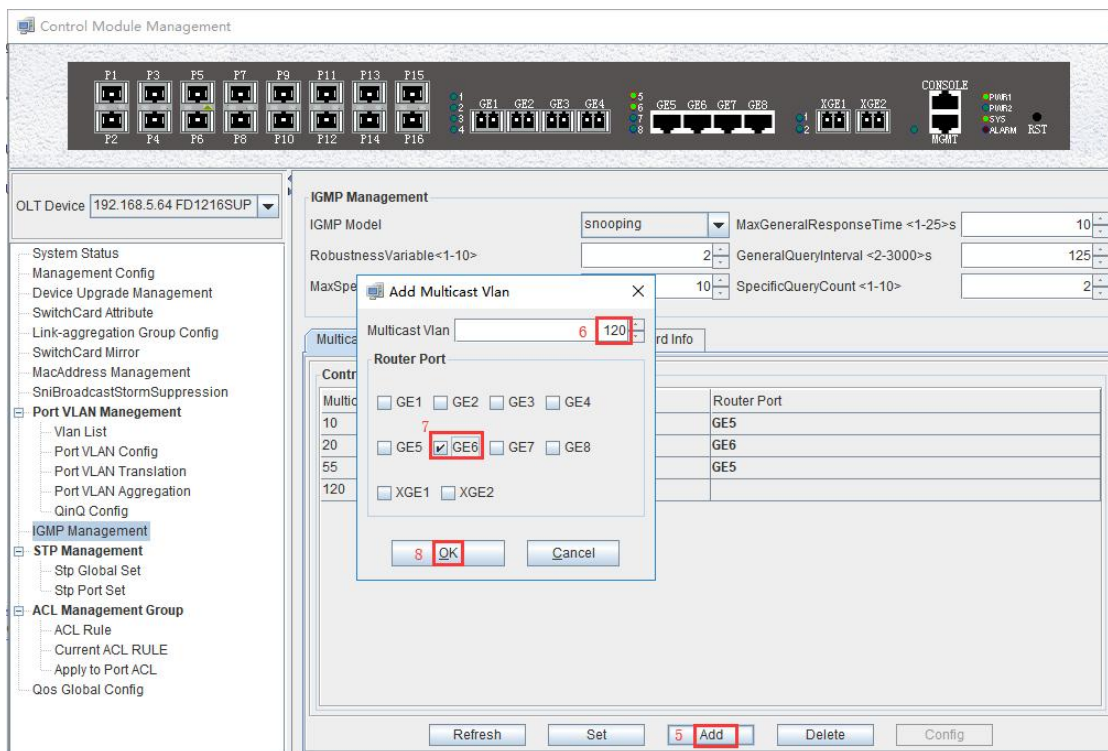 Control Module Management
P1 P3 P5 P7 P9 P11 P13 P15
P2 P4 P6 P8 P10 P12 P14 P16
1
2
3
4
GE1 GE2 GE3 GE4
5
6
7
8
GE5 GE6 GE7 GE8
1
2
XGE1 XGE2
CONSOLE
MGMT
PWR1
PWR2
SYS
ALARM
RST
OLT Device 192.168.5.64 FD1216SUP
System Status
Management Config
Device Upgrade Management
SwitchCard Attribute
Link-aggregation Group Config
SwitchCard Mirror
MacAddress Management
SniBroadcastStormSuppression
Port VLAN Manegement
Vlan List
Port VLAN Config
Port VLAN Translation
Port VLAN Aggregation
QinQ Config
IGMP Management
STP Management
Stp Global Set
Stp Port Set
ACL Management Group
ACL Rule
Current ACL RULE
Apply to Port ACL
Qos Global Config
IGMP Management
IGMP Model snooping MaxGeneralResponseTime <1-25>s 10
RobustnessVariable<1-10> 2 GeneralQueryInterval <2-3000>s 125
MaxSpe 10 SpecificQueryCount <1-10> 2
Multica rd Info
Contr
Multic Router Port
10 GE5
20 GE6
55 GE5
120
Add Multicast Vlan
Multicast Vlan 6 120
Router Port
GE1 GE2 GE3 GE4
7
GE5 GE6 GE7 GE8
XGE1 XGE2
8 OK Cancel
Refresh Set 5 Add Delete Config